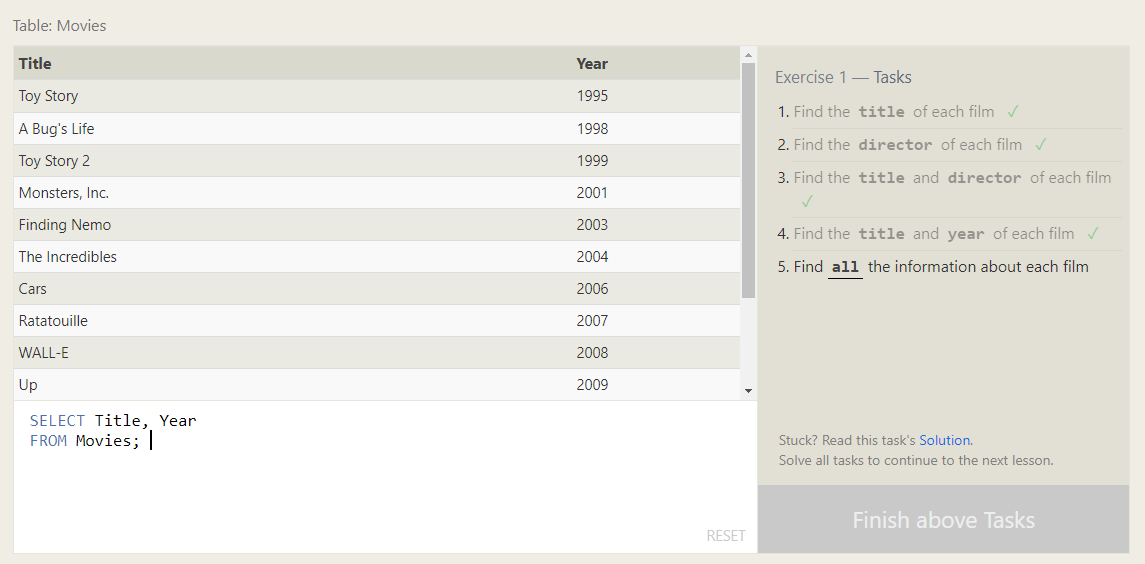 Table: Movies
Title Year
Toy Story 1995
A Bug's Life 1998
Toy Story 2 1999
Monsters, Inc. 2001
Finding Nemo 2003
The Incredibles 2004
Cars 2006
Ratatouille 2007
WALL-E 2008
Up 2009
SELECT Title, Year
FROM Movies;
RESET
Exercise 1 — Tasks
1. Find the title of each film ✓
2. Find the director of each film ✓
3. Find the title and director of each film
✓
4. Find the title and year of each film ✓
5. Find all the information about each film
Stuck? Read this task's Solution.
Solve all tasks to continue to the next lesson.
Finish above Tasks